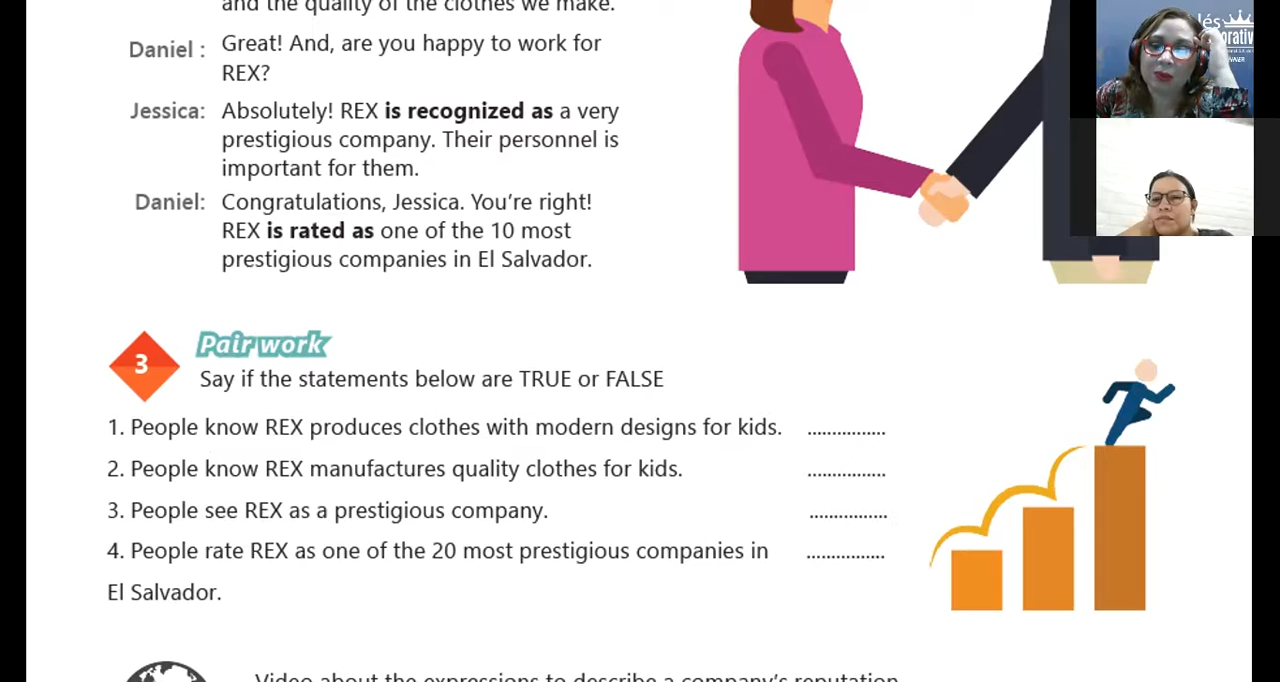 and the quality of the clothes we make.
Daniel : Great! And, are you happy to work for
REX?
Jessica: Absolutely! REX is recognized as a very
prestigious company. Their personnel is
important for them.
Daniel: Congratulations, Jessica. You're right!
REX is rated as one of the 10 most
prestigious companies in El Salvador.
3
Pair work
Say if the statements below are TRUE or FALSE
1. People know REX produces clothes with modern designs for kids. ...............
2. People know REX manufactures quality clothes for kids. ...............
3. People see REX as a prestigious company. ...............
4. People rate REX as one of the 20 most prestigious companies in ...............
El Salvador.
Video about the expressions to describe a company's reputation